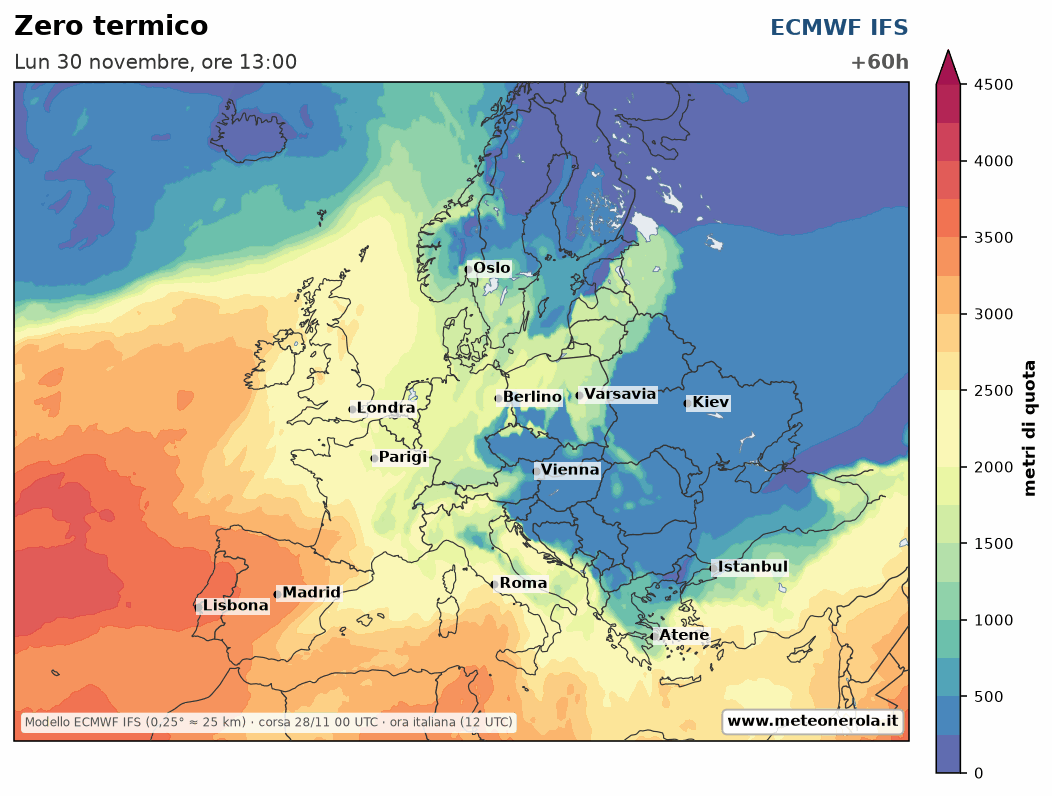 Zero termico
ECMWF IFS
Lun 30 novembre, ore 13:00
+60h
4500
4000
3500
3000
2500
2000
1500
1000
500
0
metri di quota
Oslo
Londra
Berlino
Varsavia
Kiev
Parigi
Vienna
Istanbul
Roma
Madrid
Lisbona
Atene
Modello ECMWF IFS (0,25° ≈ 25 km) · corsa 28/11 00 UTC · ora italiana (12 UTC)
www.meteonerola.it